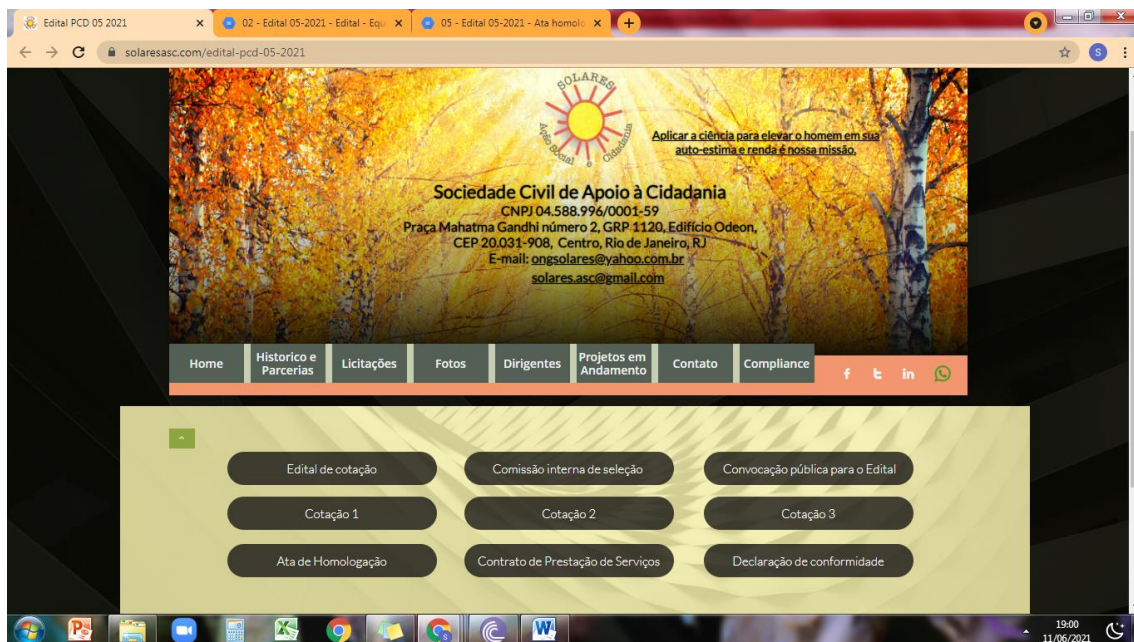 Edital PCD 05 2021
02 - Edital 05-2021 - Edital - Equ
05 - Edital 05-2021 - Ata homolo
solaresasc.com/edital-pcd-05-2021
S
SOLARES
Ação Social e Cidadania
Aplicar a ciência para elevar o homem em sua
auto-estima e renda é nossa missão.
Sociedade Civil de Apoio à Cidadania
CNPJ 04.588.996/0001-59
Praça Mahatma Gandhi número 2, GRP 1120, Edifício Odeon,
CEP 20.031-908, Centro, Rio de Janeiro, RJ
E-mail: ongsolares@yahoo.com.br
solares.asc@gmail.com
Home
Historico e
Parcerias
Licitações
Fotos
Dirigentes
Projetos em
Andamento
Contato
Compliance
Edital de cotação
Comissão interna de seleção
Convocação pública para o Edital
Cotação 1
Cotação 2
Cotação 3
Ata de Homologação
Contrato de Prestação de Serviços
Declaração de conformidade
19:00
11/06/2021